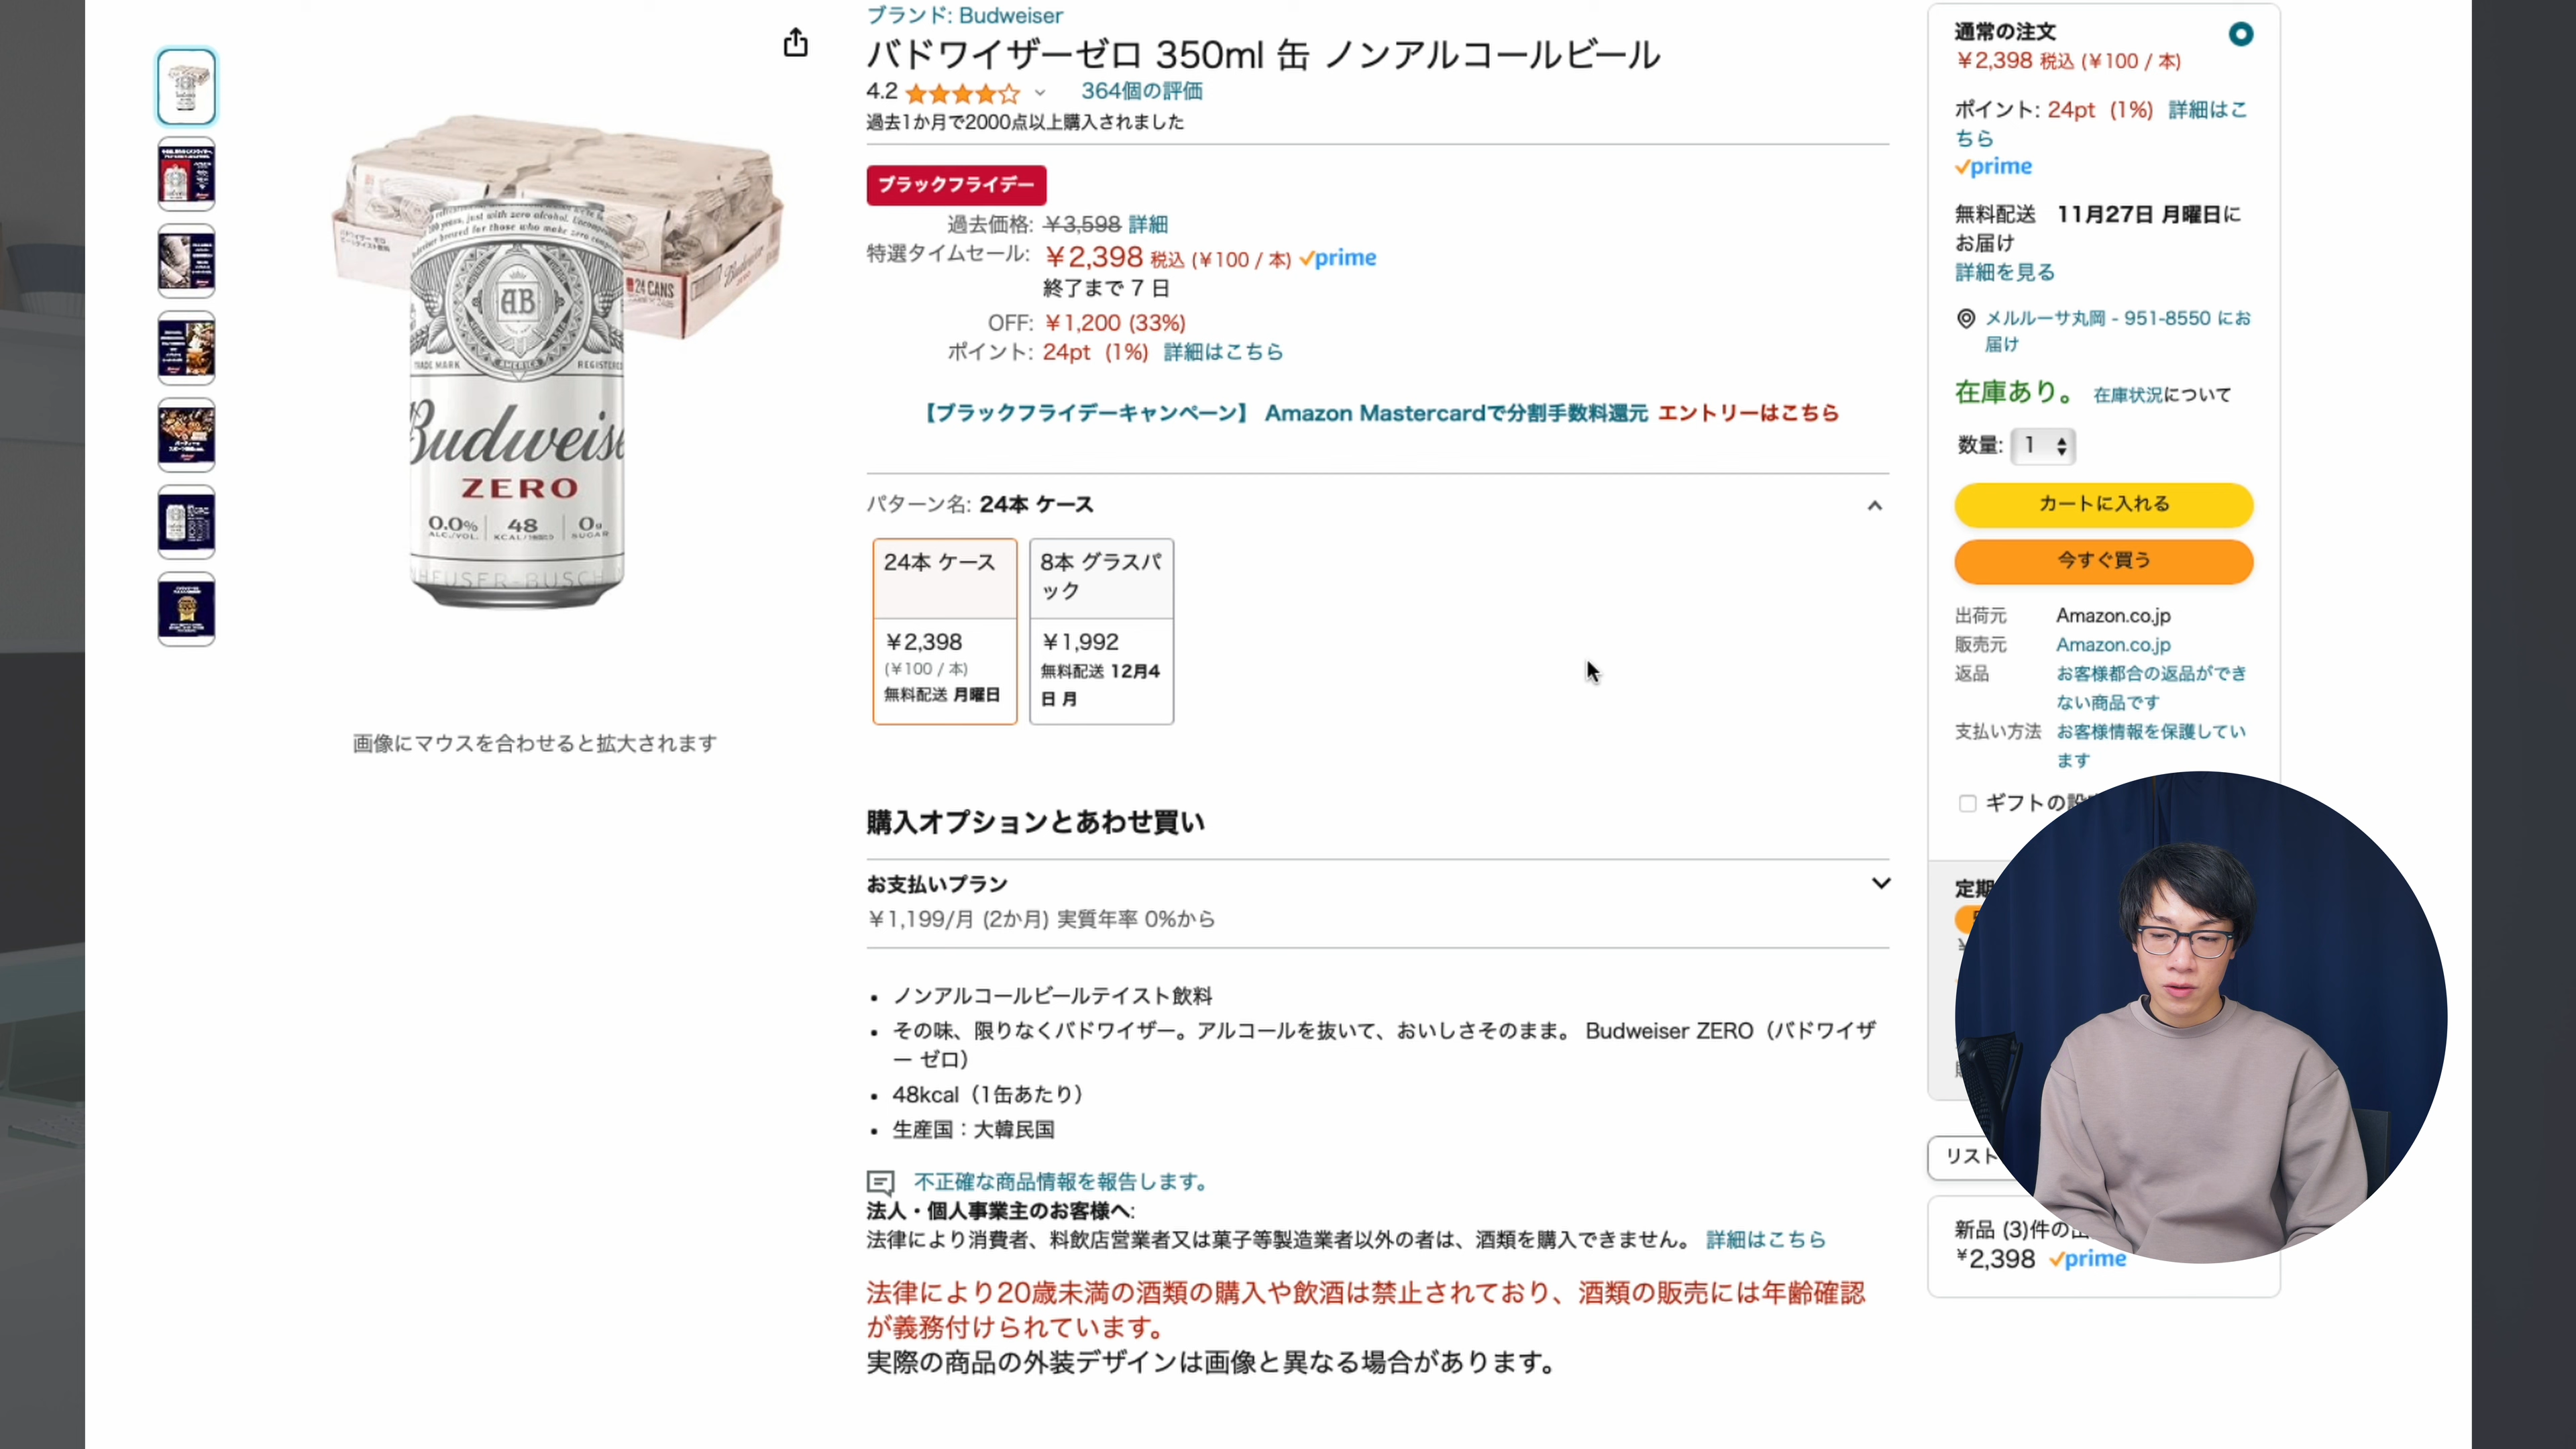 ブランド: Budweiser
バドワイザーゼロ 350ml 缶 ノンアルコールビール
4.2
364個の評価
過去1か月で2000点以上購入されました
ブラックフライデー
過去価格: ￥3,598 詳細
特選タイムセール: ￥2,398 税込 (￥100 / 本) prime
終了まで 7 日
OFF: ￥1,200 (33%)
ポイント: 24pt (1%) 詳細はこちら
【ブラックフライデーキャンペーン】 Amazon Mastercardで分割手数料還元 エントリーはこちら
パターン名: 24本 ケース
24本 ケース
￥2,398
(￥100 / 本)
無料配送 月曜日
8本 グラスパ
ック
￥1,992
無料配送 12月4
日 月
24 CANS
AB
TRADE MARK
AMERICA
Budweise
ZERO
0.0% 48 0g
ALC./VOL.
SUGAR
HEUSER-BUSCH
画像にマウスを合わせると拡大されます
購入オプションとあわせ買い
お支払いプラン
￥1,199/月 (2か月) 実質年率 0%から
• ノンアルコールビールテイスト飲料
• その味、限りなくバドワイザー。アルコールを抜いて、おいしさそのまま。 Budweiser ZERO（バドワイザ
ー ゼロ）
• 48kcal（1缶あたり）
• 生産国：大韓民国
不正確な商品情報を報告します。
法人・個人事業主のお客様へ:
法律により消費者、料飲店営業者又は菓子等製造業者以外の者は、酒類を購入できません。 詳細はこちら
法律により20歳未満の酒類の購入や飲酒は禁止されており、酒類の販売には年齢確認
が義務付けられています。
実際の商品の外装デザインは画像と異なる場合があります。
通常の注文
￥2,398 税込 (￥100 / 本)
ポイント: 24pt (1%) 詳細はこ
ちら
prime
無料配送 11月27日 月曜日に
お届け
詳細を見る
メルルーサ丸岡 - 951-8550 にお
届け
在庫あり。 在庫状況について
数量: 1
カートに入れる
今すぐ買う
出荷元 Amazon.co.jp
販売元 Amazon.co.jp
返品 お客様都合の返品ができ
ない商品です
支払い方法 お客様情報を保護してい
ます
ギフトの設
定期
リスト
新品 (3)件の
¥2,398 prime